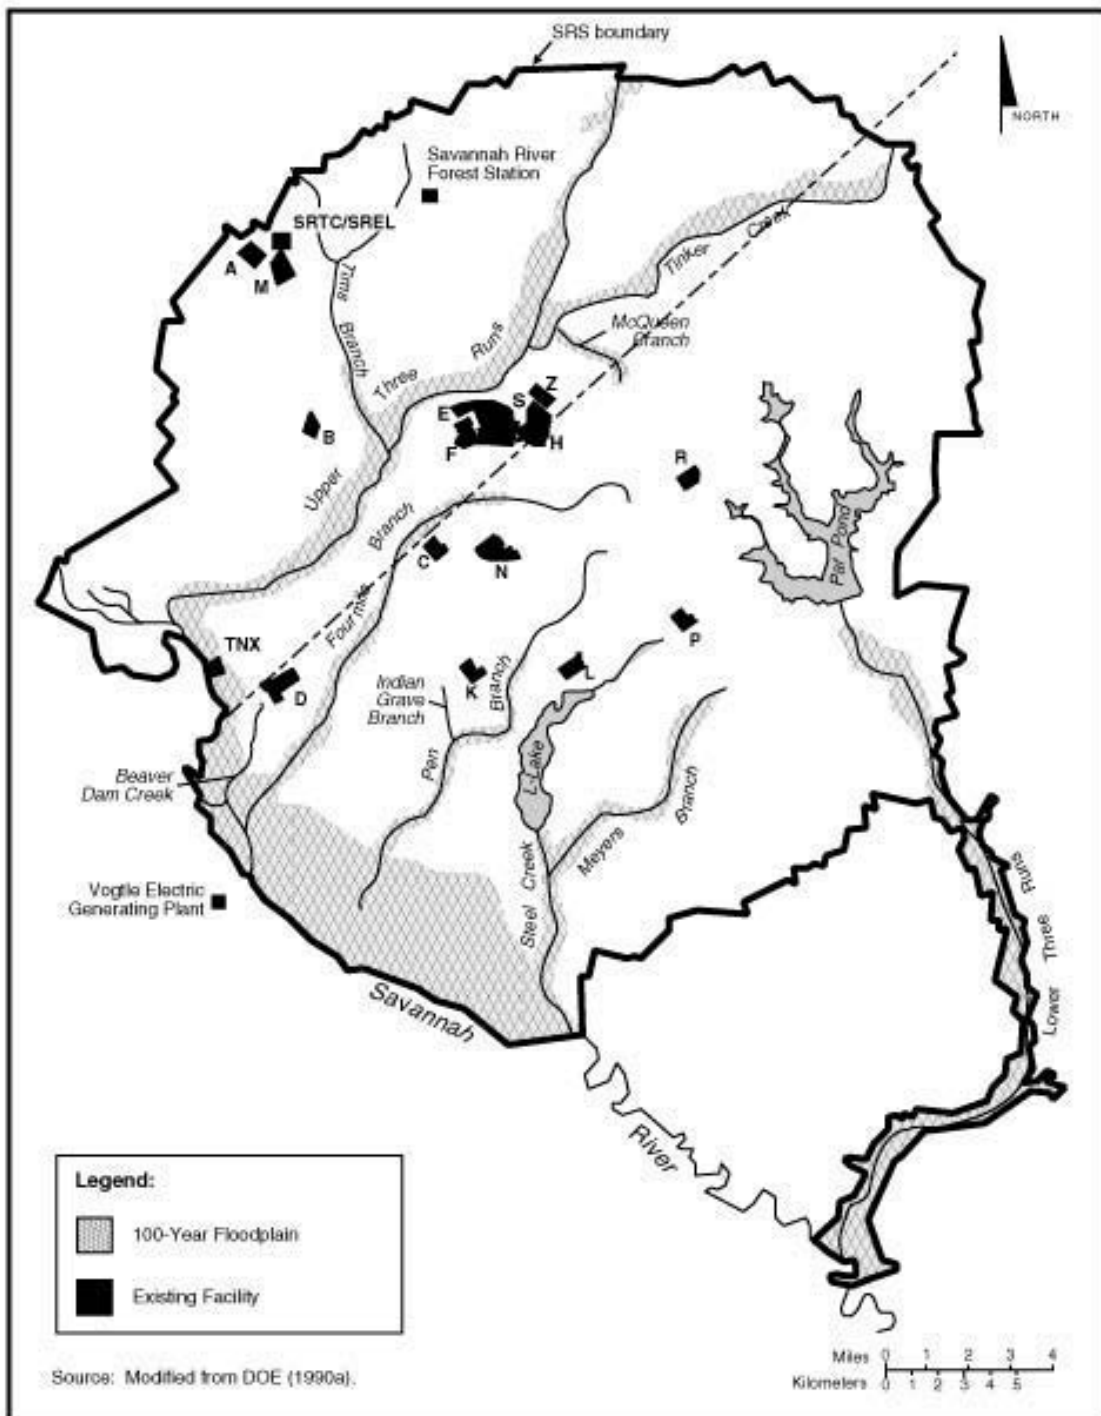 SRS boundary
NORTH
Savannah River
Forest Station
SRTC/SREL
A
M
Tims
Branch
Three
Runs
Upper
Tinker
Creek
McQueen
Branch
Z
S
E
F
H
B
R
Par Pond
Branch
Fourmile
C
N
TNX
D
P
K
L
Indian
Grave
Branch
Pen
Branch
L-Lake
Beaver
Dam Creek
Meyers
Branch
Steel Creek
Vogtle Electric
Generating Plant
Savannah
River
Lower Three Runs
Legend:
100-Year Floodplain
Existing Facility
Source: Modified from DOE (1990a).
Miles 0 1 2 3 4
Kilometers 0 1 2 3 4 5